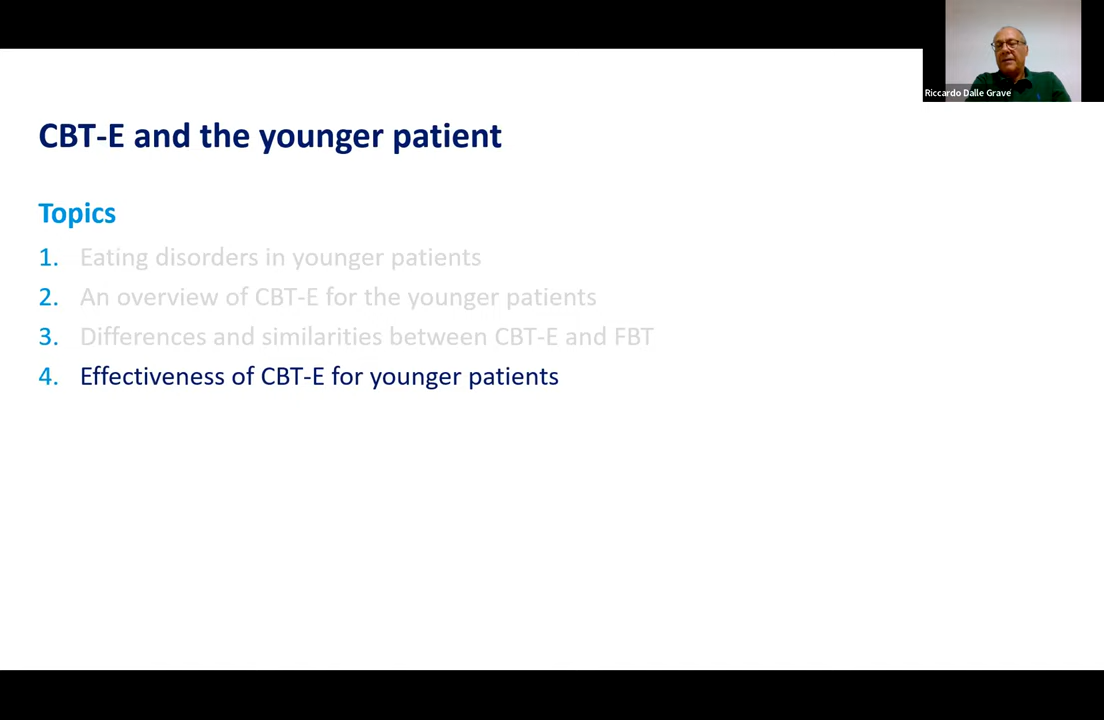 Riccardo Dalle Grave
CBT-E and the younger patient
Topics
1. Eating disorders in younger patients
2. An overview of CBT-E for the younger patients
3. Differences and similarities between CBT-E and FBT
4. Effectiveness of CBT-E for younger patients